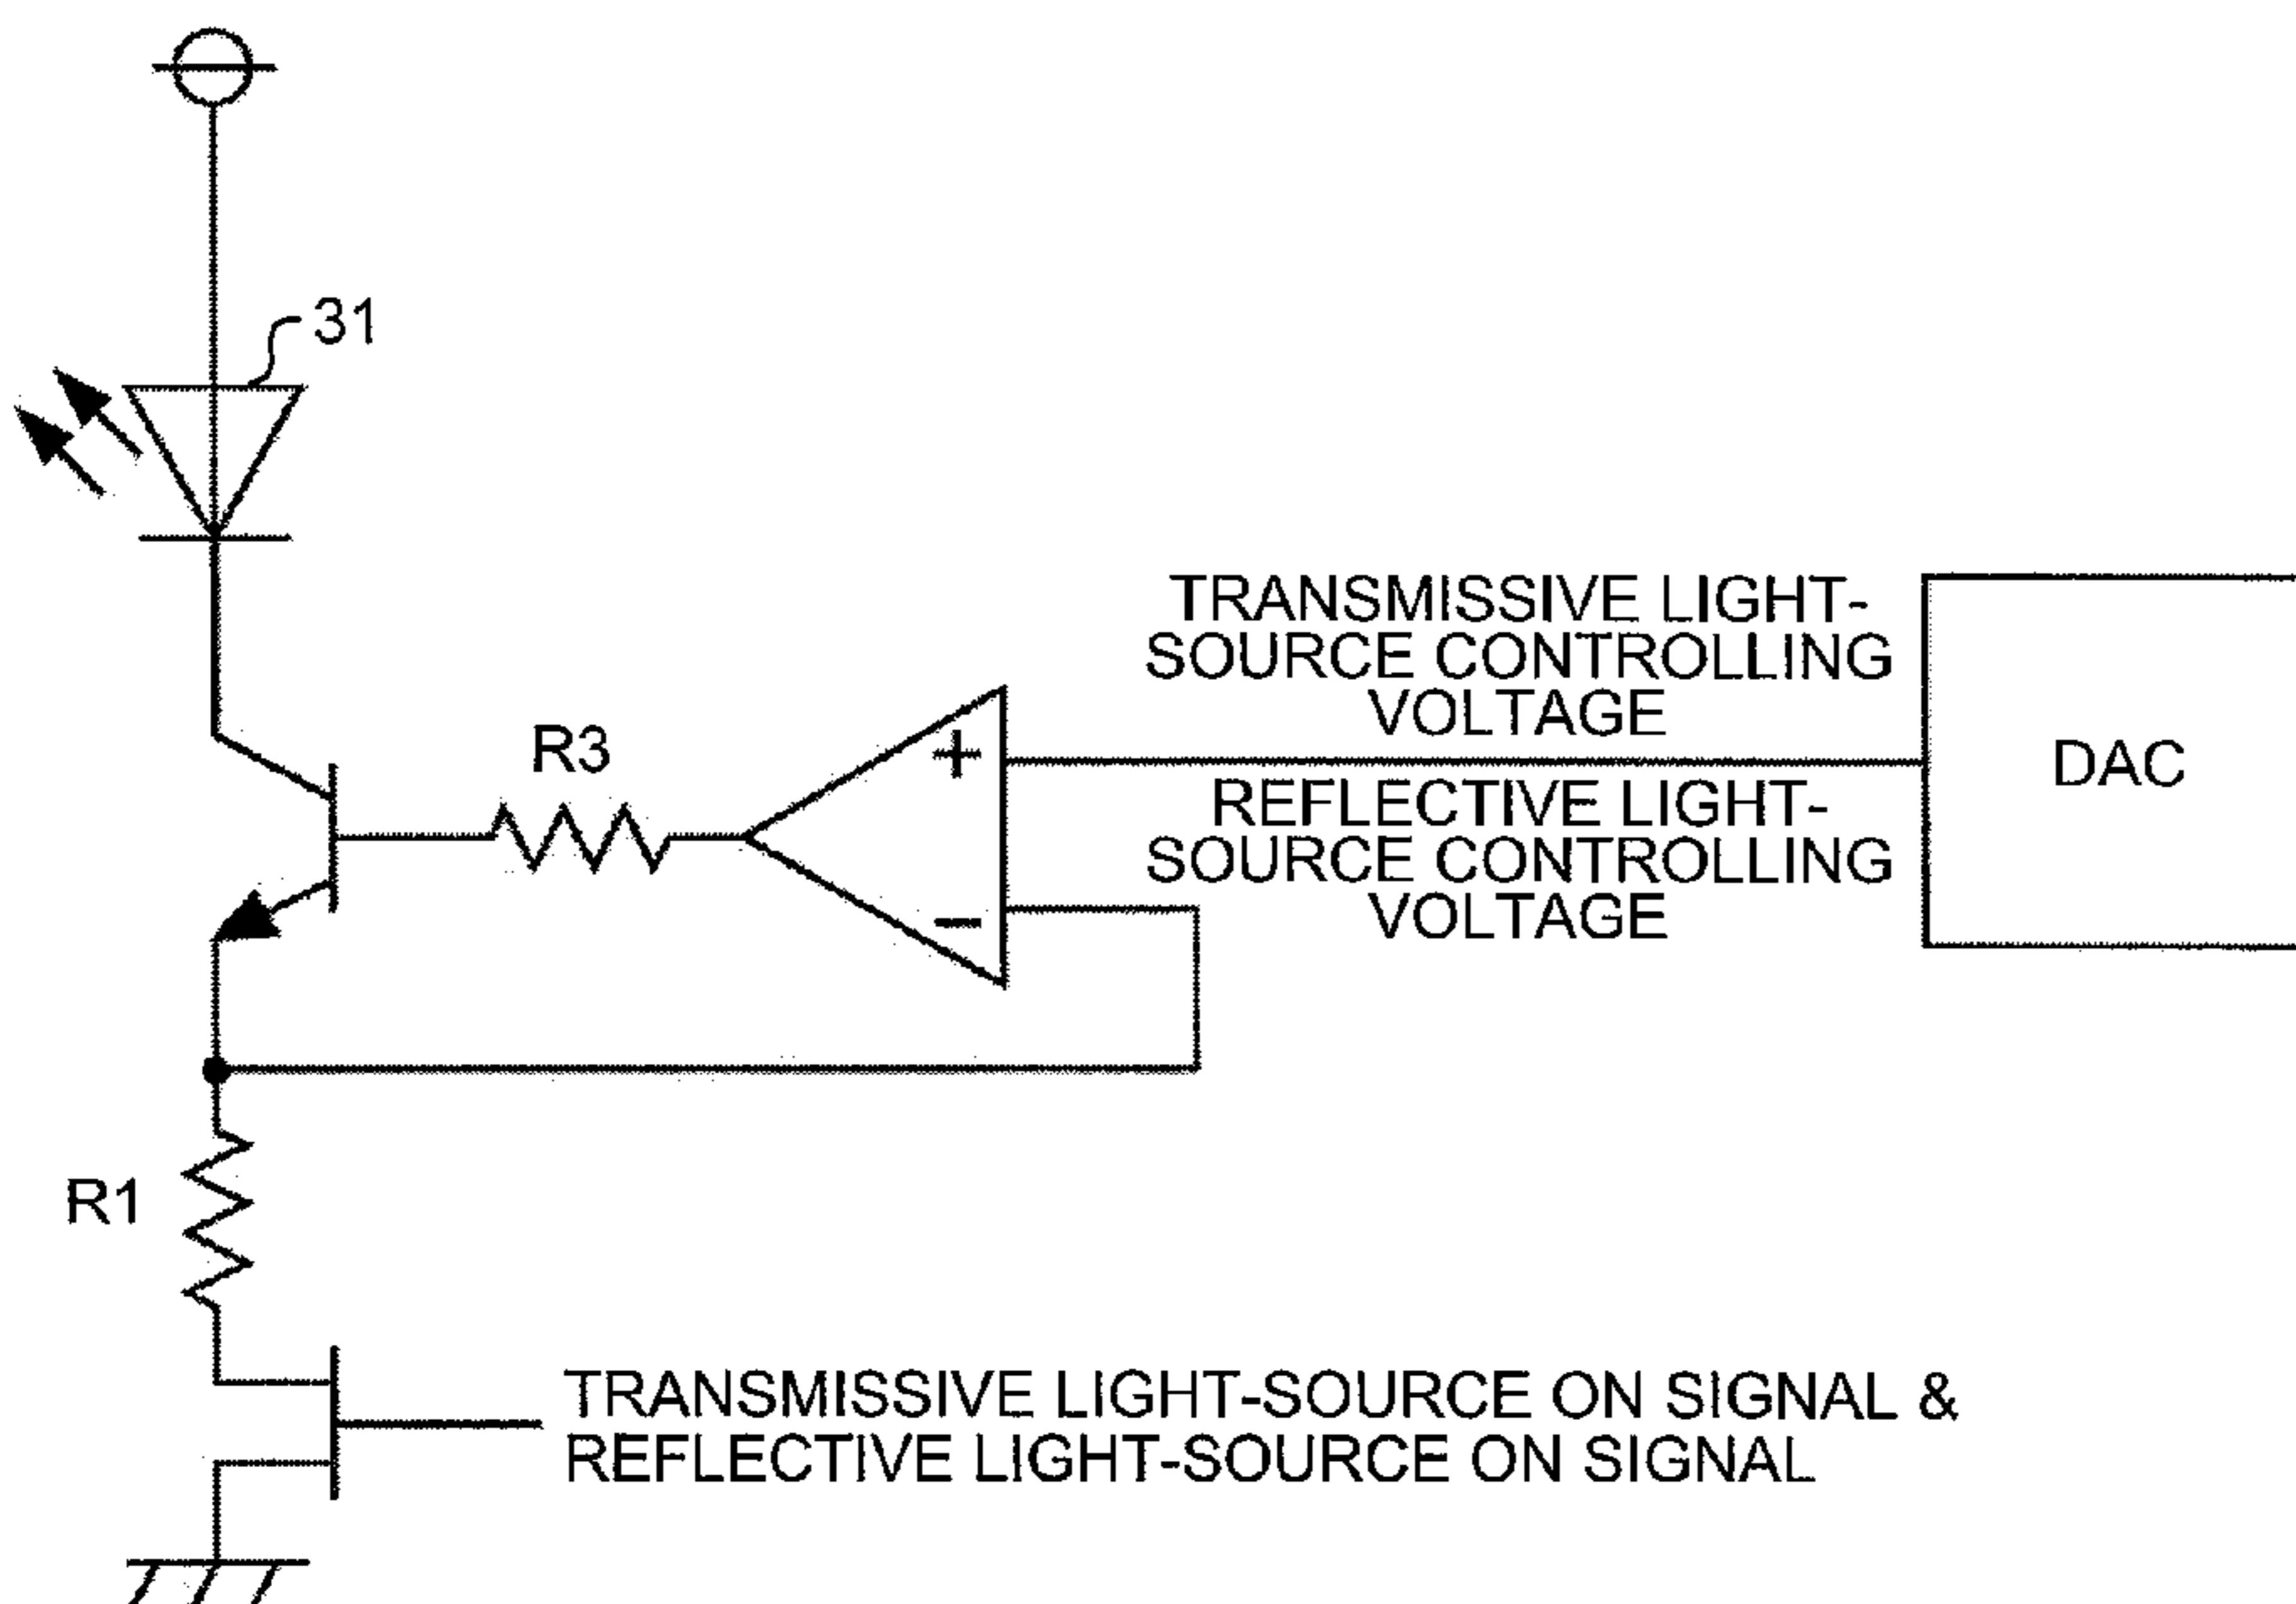 31
TRANSMISSIVE LIGHT-
SOURCE CONTROLLING
VOLTAGE
R3
+
DAC
REFLECTIVE LIGHT-
SOURCE CONTROLLING
VOLTAGE
−
R1
TRANSMISSIVE LIGHT-SOURCE ON SIGNAL &
REFLECTIVE LIGHT-SOURCE ON SIGNAL